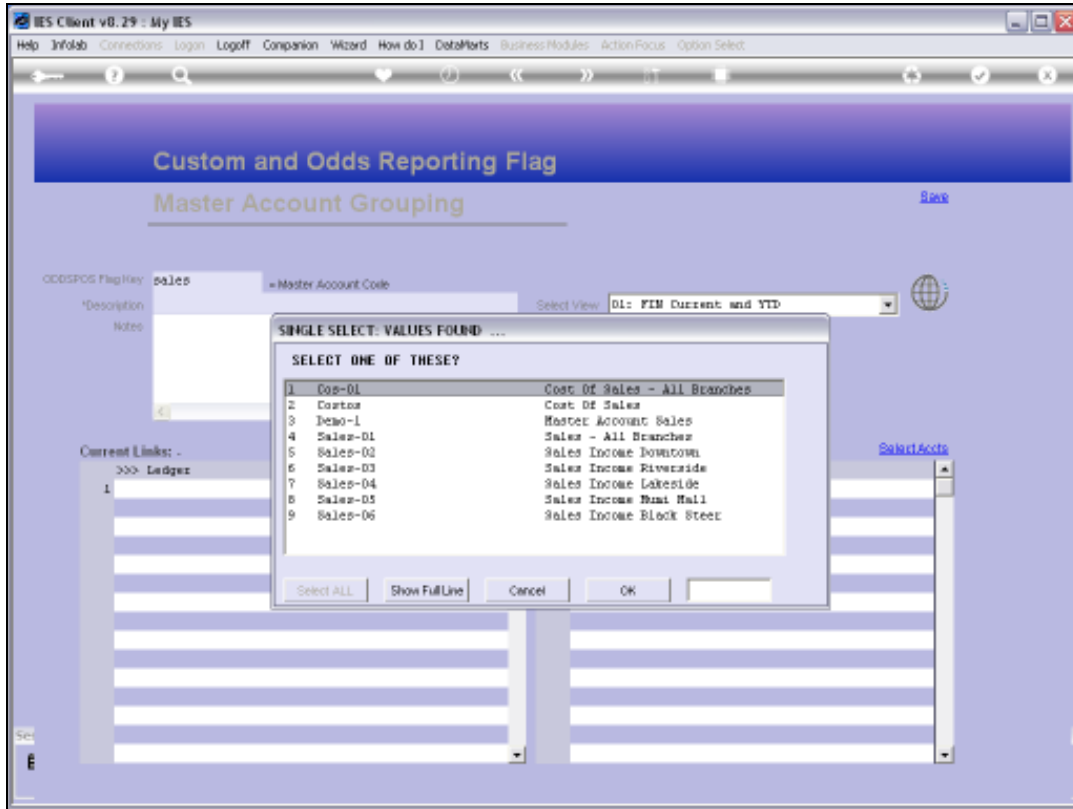 IES Client v8.29 : My IES
Help Infolab Connections Logon Logoff Companion Wizard How do I DataMarts Business Modules Action Focus Option Select
Custom and Odds Reporting Flag
Master Account Grouping
Save
ODDSPOS Flag Key sales = Master Account Code
*Description
Select View 01: FIN Current and YTD
Notes
SINGLE SELECT: VALUES FOUND ...
SELECT ONE OF THESE?
1 Cos-01 Cost Of Sales - All Branches
2 Costos Cost Of Sales
3 Demo-1 Master Account Sales
4 Sales-01 Sales - All Branches
5 Sales-02 Sales Income Downtown
6 Sales-03 Sales Income Riverside
7 Sales-04 Sales Income Lakeside
8 Sales-05 Sales Income Muni Mall
9 Sales-06 Sales Income Black Steer
Select ALL Show Full Line Cancel OK
Current Links: -
Select Accts
>>> Ledger
1